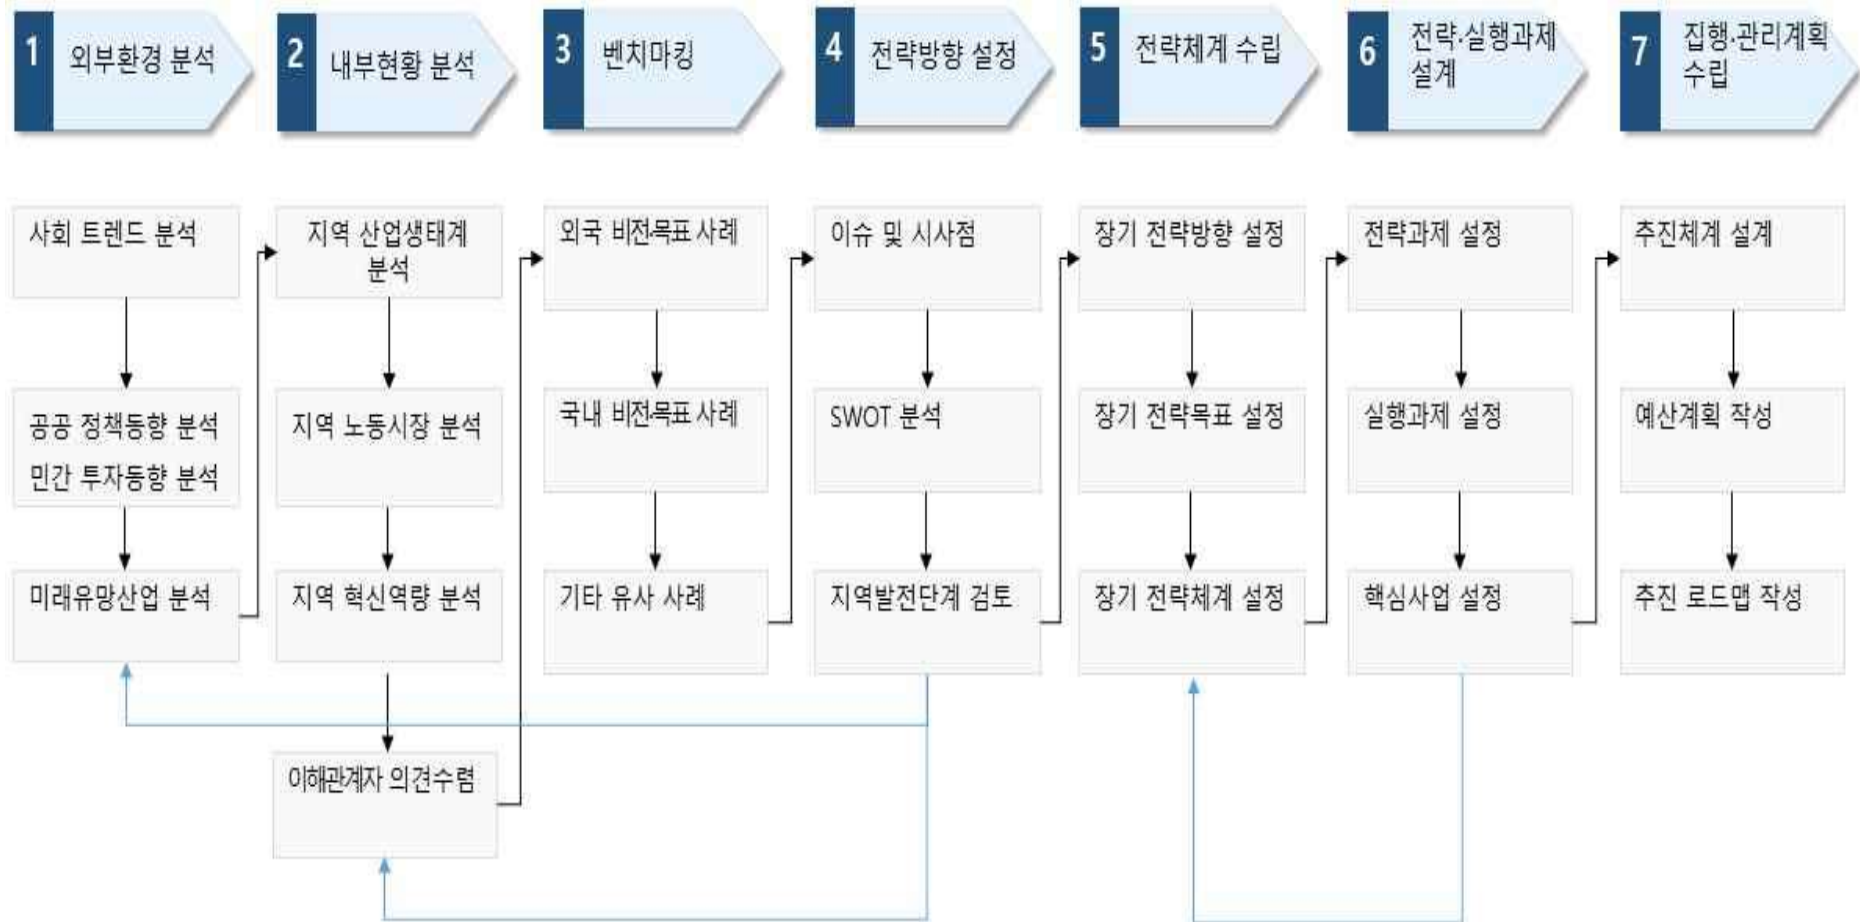 1 외부환경 분석
2 내부현황 분석
3 벤치마킹
4 전략방향 설정
5 전략체계 수립
6 전략·실행과제
설계
7 집행·관리계획
수립
사회 트렌드 분석
공공 정책동향 분석
민간 투자동향 분석
미래유망산업 분석
지역 산업생태계
분석
지역 노동시장 분석
지역 혁신역량 분석
이해관계자 의견수렴
외국 비전·목표 사례
국내 비전·목표 사례
기타 유사 사례
이슈 및 시사점
SWOT 분석
지역발전단계 검토
장기 전략방향 설정
장기 전략목표 설정
장기 전략체계 설정
전략과제 설정
실행과제 설정
핵심사업 설정
추진체계 설계
예산계획 작성
추진 로드맵 작성